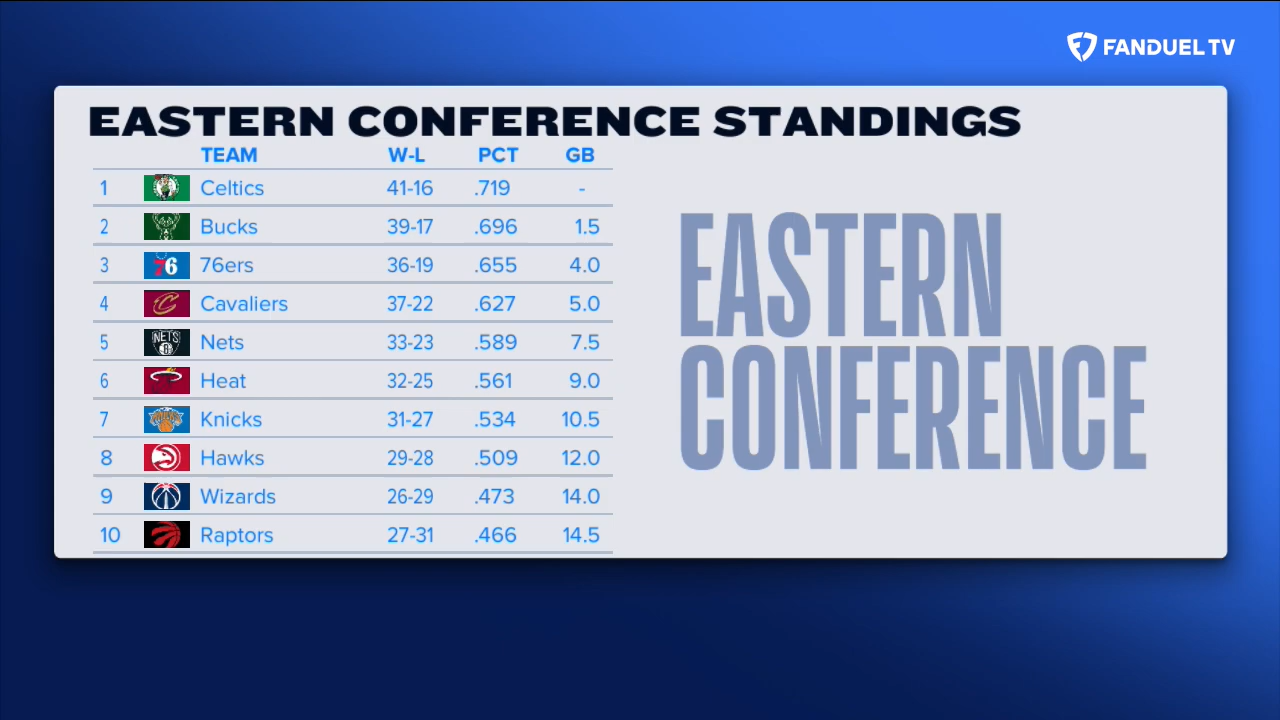 FANDUEL TV
EASTERN CONFERENCE STANDINGS
TEAM W-L PCT GB
1 Celtics 41-16 .719 -
2 Bucks 39-17 .696 1.5
3 76 76ers 36-19 .655 4.0
4 C Cavaliers 37-22 .627 5.0
5 NETS B Nets 33-23 .589 7.5
6 Heat 32-25 .561 9.0
7 Knicks 31-27 .534 10.5
8 Hawks 29-28 .509 12.0
9 Wizards 26-29 .473 14.0
10 Raptors 27-31 .466 14.5
EASTERN
CONFERENCE